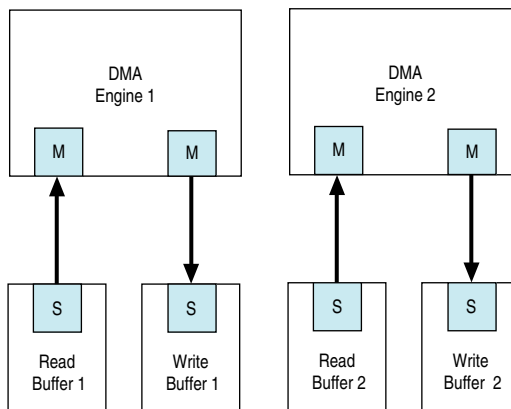 DMA
Engine 1
M
M
DMA
Engine 2
M
M
S
Read
Buffer 1
S
Write
Buffer 1
S
Read
Buffer 2
S
Write
Buffer 2